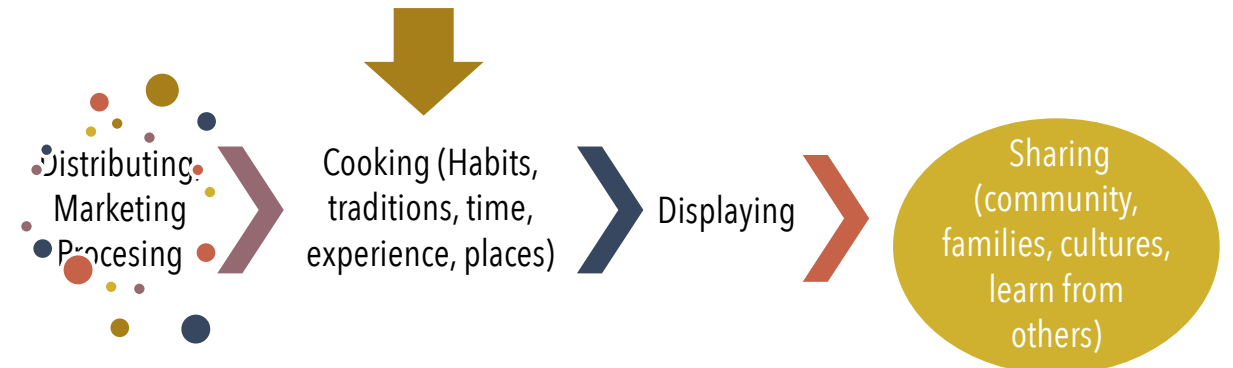 Distributing,
Marketing
Procesing
Cooking (Habits,
traditions, time,
experience, places)
Displaying
Sharing
(community,
families, cultures,
learn from
others)